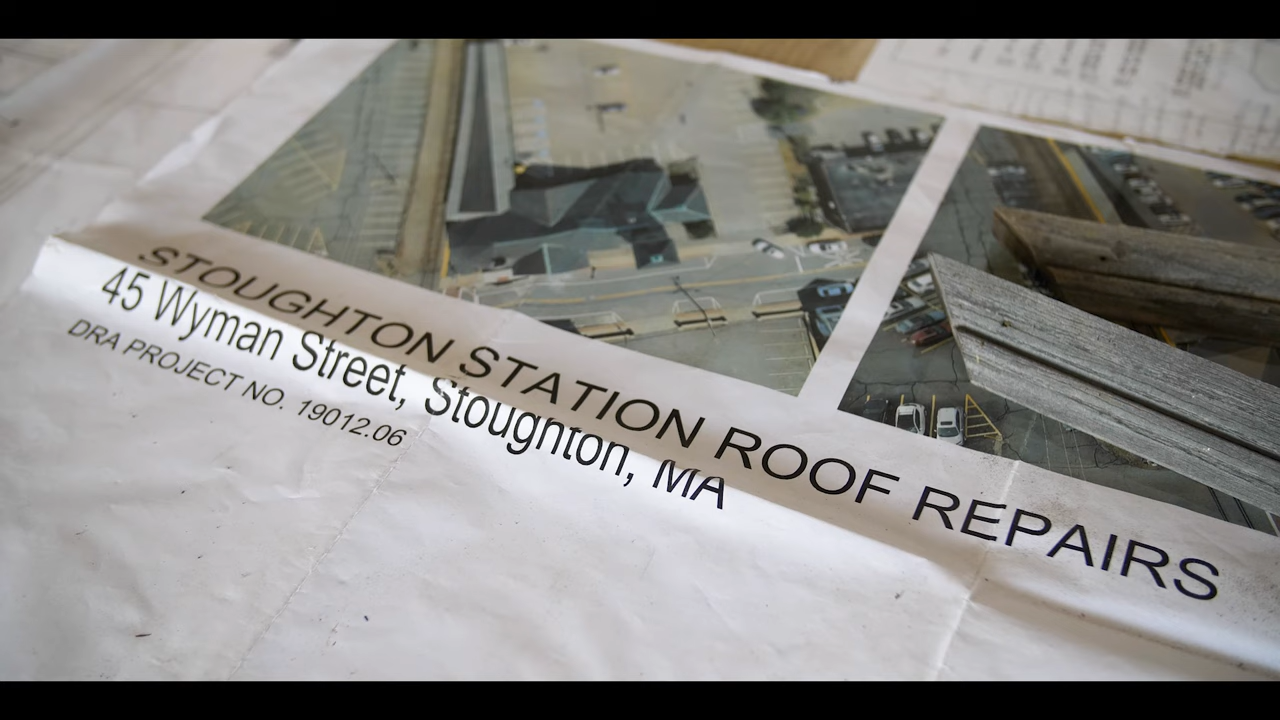 STOUGHTON STATION ROOF REPAIRS
45 Wyman Street, Stoughton, MA
DRA PROJECT NO. 19012.06